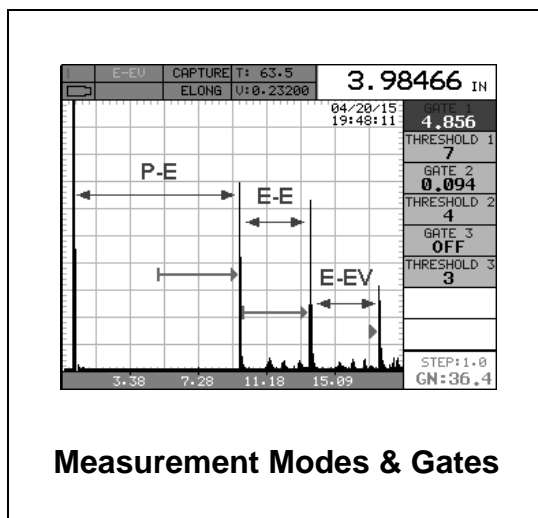 E-EV CAPTURE T: 63.5 3.98466 IN
ELONG V:0.23200
04/20/15
19:48:11
GATE 1
4.856
THRESHOLD 1
7
GATE 2
0.094
THRESHOLD 2
4
GATE 3
OFF
THRESHOLD 3
3
P-E
E-E
E-EV
STEP:1.0
GN:36.4
3.38 7.28 11.18 15.09
Measurement Modes & Gates